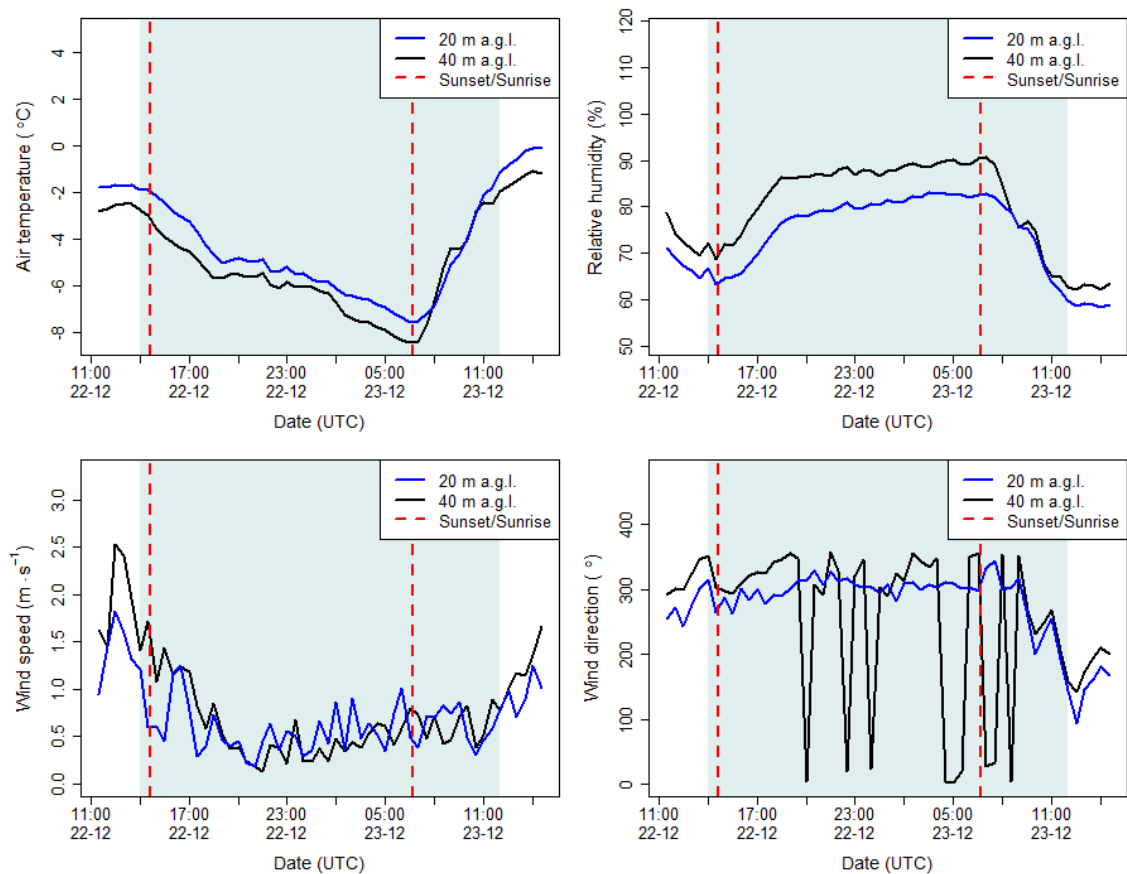 Air temperature ( °C)
4
2
0
-2
-4
-6
-8
20 m a.g.l.
40 m a.g.l.
Sunset/Sunrise
11:00 17:00 23:00 05:00 11:00
22-12 22-12 22-12 23-12 23-12
Date (UTC)
Relative humidity (%)
120
110
100
90
80
70
60
50
20 m a.g.l.
40 m a.g.l.
Sunset/Sunrise
11:00 17:00 22:00 05:00 11:00
22-12 22-12 22-12 23-12 23-12
Date (UTC)
Wind speed (m · s⁻¹)
3.0
2.5
2.0
1.5
1.0
0.5
0.0
20 m a.g.l.
40 m a.g.l.
Sunset/Sunrise
11:00 17:00 22:00 05:00 11:00
22-12 22-12 22-12 23-12 23-12
Date (UTC)
Wind direction ( °)
400
300
200
100
0
20 m a.g.l.
40 m a.g.l.
Sunset/Sunrise
11:00 17:00 22:00 05:00 11:00
22-12 22-12 22-12 23-12 23-12
Date (UTC)